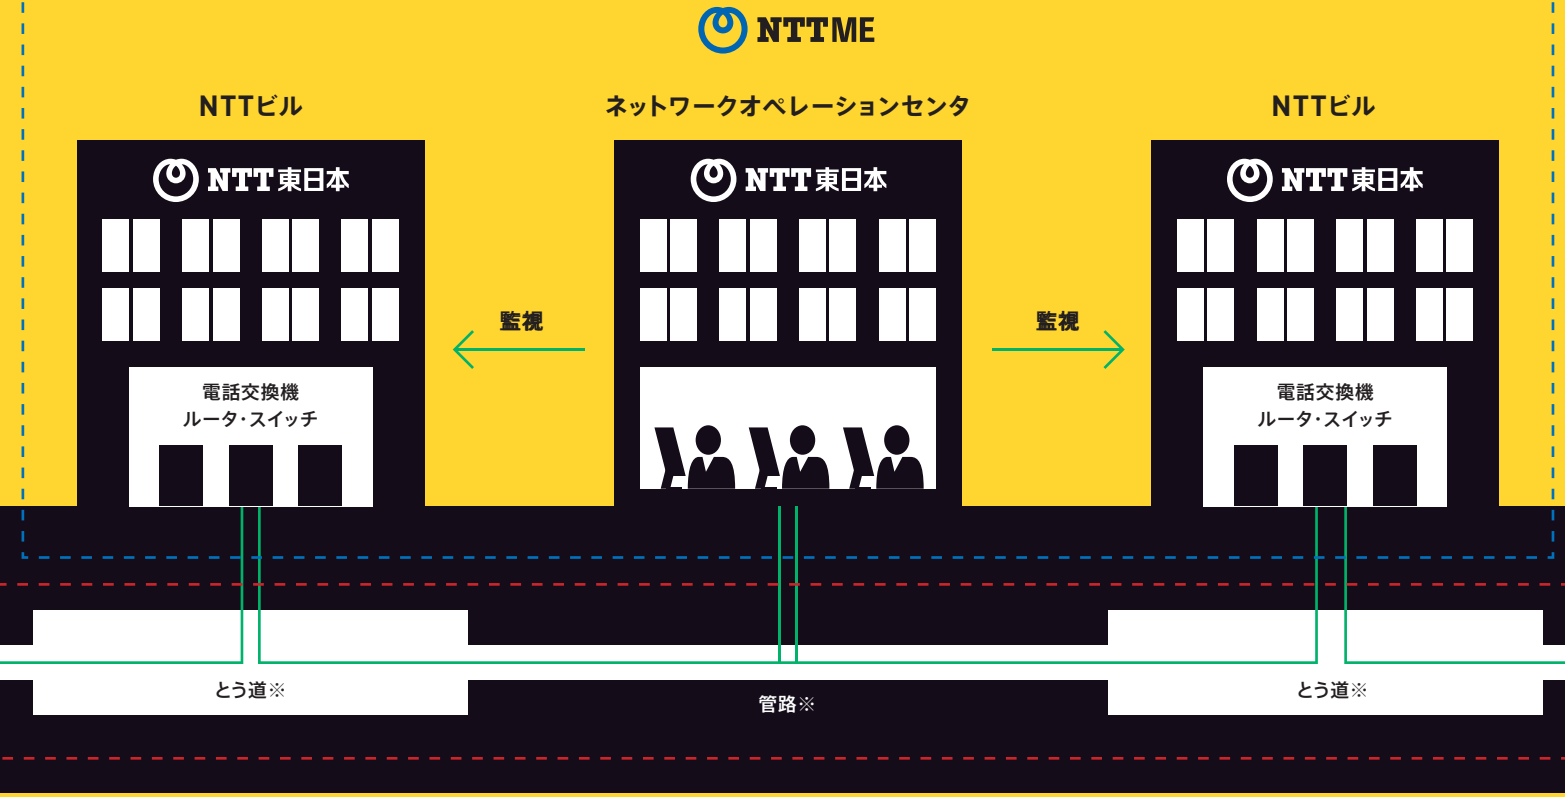 NTT ME
NTTビル
ネットワークオペレーションセンタ
NTTビル
NTT東日本
NTT東日本
NTT東日本
監視
監視
電話交換機
ルータ・スイッチ
電話交換機
ルータ・スイッチ
とう道※
管路※
とう道※